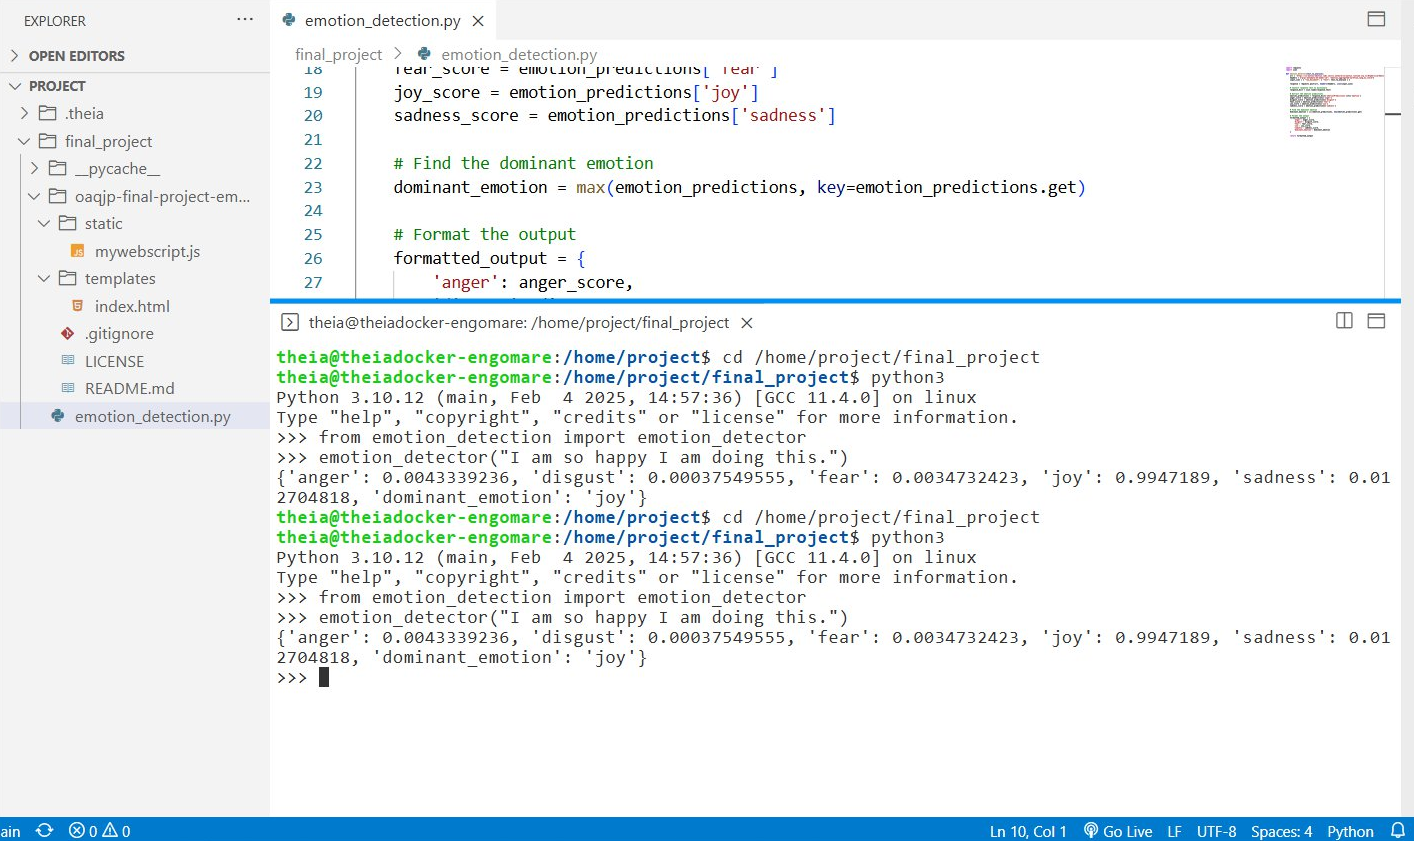 EXPLORER
OPEN EDITORS
PROJECT
.theia
final_project
__pycache__
oaqjp-final-project-em...
static
mywebscript.js
templates
index.html
.gitignore
LICENSE
README.md
emotion_detection.py
emotion_detection.py
final_project > emotion_detection.py
18 fear_score = emotion_predictions['fear']
19 joy_score = emotion_predictions['joy']
20 sadness_score = emotion_predictions['sadness']
21
22 # Find the dominant emotion
23 dominant_emotion = max(emotion_predictions, key=emotion_predictions.get)
24
25 # Format the output
26 formatted_output = {
27 'anger': anger_score,
theia@theiadocker-engomare: /home/project/final_project
theia@theiadocker-engomare:/home/project$ cd /home/project/final_project
theia@theiadocker-engomare:/home/project/final_project$ python3
Python 3.10.12 (main, Feb  4 2025, 14:57:36) [GCC 11.4.0] on linux
Type "help", "copyright", "credits" or "license" for more information.
>>> from emotion_detection import emotion_detector
>>> emotion_detector("I am so happy I am doing this.")
{'anger': 0.0043339236, 'disgust': 0.00037549555, 'fear': 0.0034732423, 'joy': 0.9947189, 'sadness': 0.01
2704818, 'dominant_emotion': 'joy'}
theia@theiadocker-engomare:/home/project$ cd /home/project/final_project
theia@theiadocker-engomare:/home/project/final_project$ python3
Python 3.10.12 (main, Feb  4 2025, 14:57:36) [GCC 11.4.0] on linux
Type "help", "copyright", "credits" or "license" for more information.
>>> from emotion_detection import emotion_detector
>>> emotion_detector("I am so happy I am doing this.")
{'anger': 0.0043339236, 'disgust': 0.00037549555, 'fear': 0.0034732423, 'joy': 0.9947189, 'sadness': 0.01
2704818, 'dominant_emotion': 'joy'}
>>>
ain 0 0 Ln 10, Col 1 Go Live LF UTF-8 Spaces: 4 Python